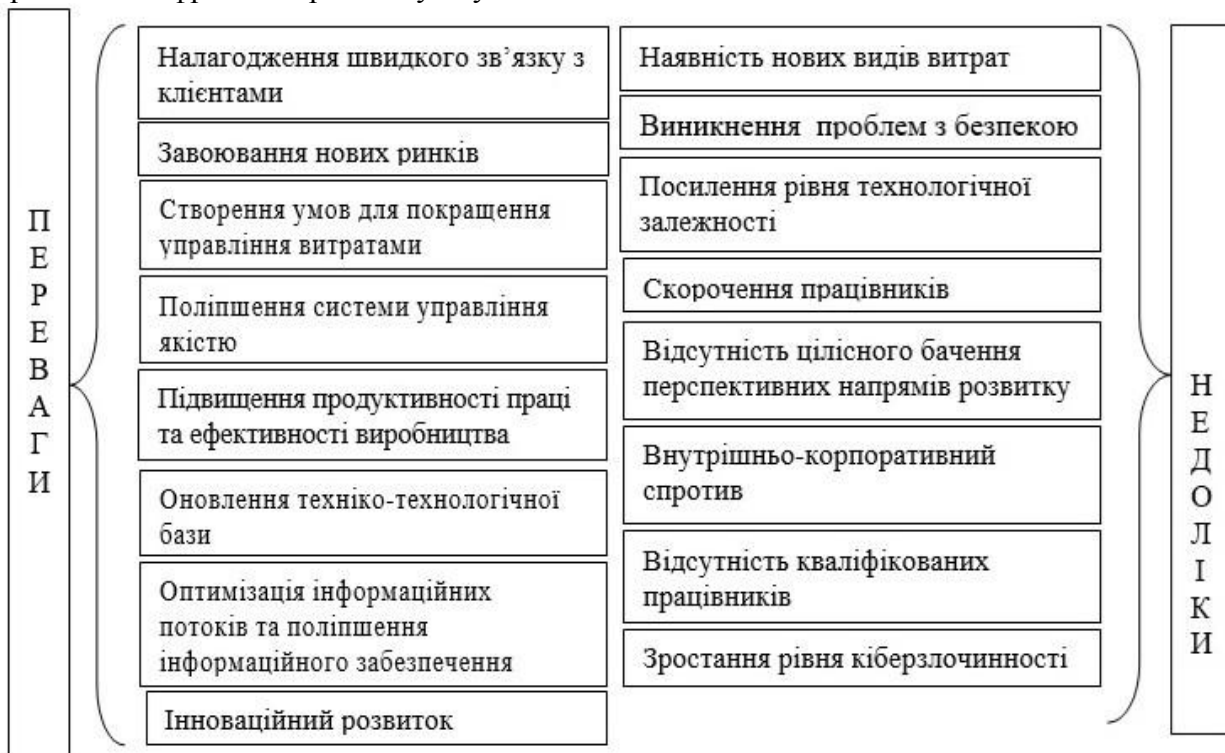 ПЕРЕВАГИ
Налагодження швидкого зв’язку з
клієнтами
Завоювання нових ринків
Створення умов для покращення
управління витратами
Поліпшення системи управління
якістю
Підвищення продуктивності праці
та ефективності виробництва
Оновлення техніко-технологічної
бази
Оптимізація інформаційних
потоків та поліпшення
інформаційного забезпечення
Інноваційний розвиток
Наявність нових видів витрат
Виникнення проблем з безпекою
Посилення рівня технологічної
залежності
Скорочення працівників
Відсутність цілісного бачення
перспективних напрямів розвитку
Внутрішньо-корпоративний
спротив
Відсутність кваліфікованих
працівників
Зростання рівня кіберзлочинності
НЕДОЛІКИ